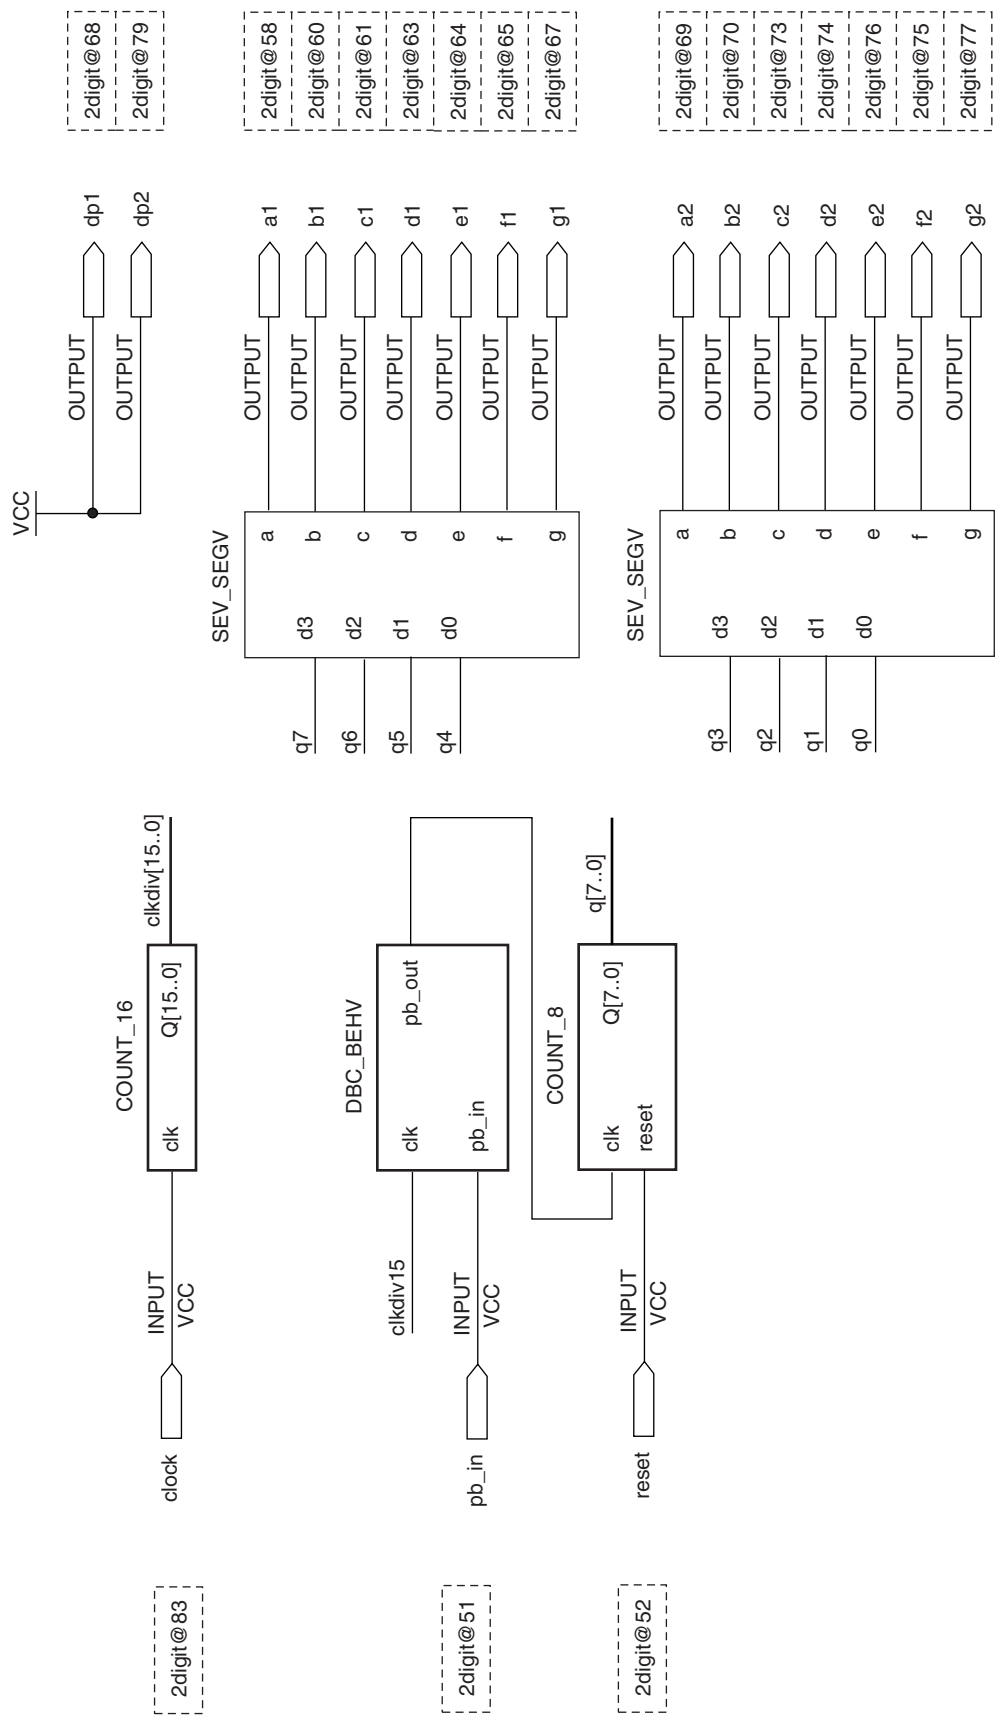 VCC
OUTPUT
dp1
2digit@68
OUTPUT
dp2
2digit@79
COUNT_16
2digit@83
clock
INPUT
VCC
clk
Q[15..0]
clkdiv[15..0]
SEV_SEGV
q7
q6
q5
q4
d3
d2
d1
d0
a
b
c
d
e
f
g
OUTPUT
a1
2digit@58
OUTPUT
b1
2digit@60
OUTPUT
c1
2digit@61
OUTPUT
d1
2digit@63
OUTPUT
e1
2digit@64
OUTPUT
f1
2digit@65
OUTPUT
g1
2digit@67
DBC_BEHV
clkdiv15
clk
pb_out
2digit@51
pb_in
INPUT
VCC
pb_in
COUNT_8
clk
Q[7..0]
q[7..0]
2digit@52
reset
INPUT
VCC
reset
SEV_SEGV
q3
q2
q1
q0
d3
d2
d1
d0
a
b
c
d
e
f
g
OUTPUT
a2
2digit@69
OUTPUT
b2
2digit@70
OUTPUT
c2
2digit@73
OUTPUT
d2
2digit@74
OUTPUT
e2
2digit@76
OUTPUT
f2
2digit@75
OUTPUT
g2
2digit@77